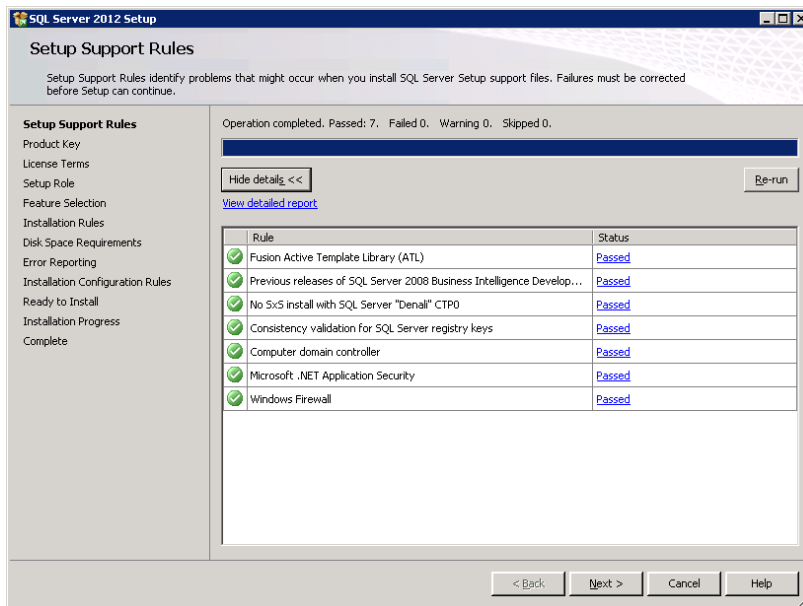 SQL Server 2012 Setup
Setup Support Rules
Setup Support Rules identify problems that might occur when you install SQL Server Setup support files. Failures must be corrected
before Setup can continue.
Setup Support Rules
Product Key
License Terms
Setup Role
Feature Selection
Installation Rules
Disk Space Requirements
Error Reporting
Installation Configuration Rules
Ready to Install
Installation Progress
Complete
Operation completed. Passed: 7. Failed 0. Warning 0. Skipped 0.
Hide details <<
Re-run
View detailed report
Rule Status
Fusion Active Template Library (ATL) Passed
Previous releases of SQL Server 2008 Business Intelligence Develop... Passed
No SxS install with SQL Server "Denali" CTP0 Passed
Consistency validation for SQL Server registry keys Passed
Computer domain controller Passed
Microsoft .NET Application Security Passed
Windows Firewall Passed
< Back Next > Cancel Help